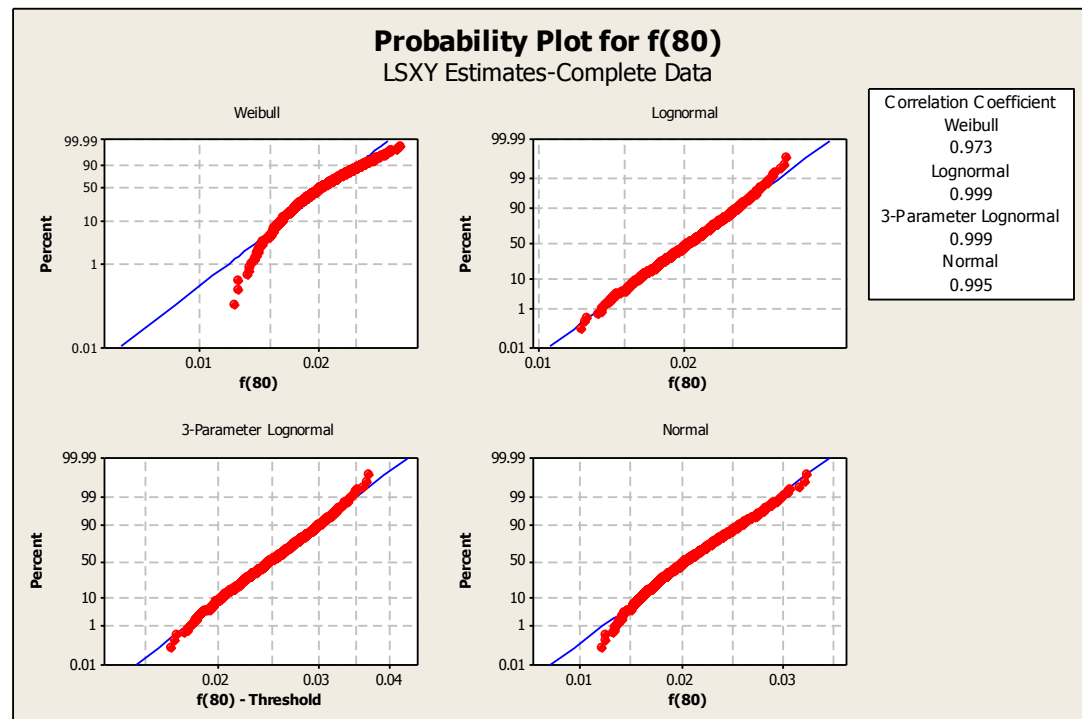 Probability Plot for f(80)
LSXY Estimates-Complete Data
Weibull
99.99
90
50
10
1
0.01
Percent
0.01 0.02
f(80)
Lognormal
99.99
99
90
50
10
1
0.01
Percent
0.01 0.02
f(80)
Correlation Coefficient
Weibull
0.973
Lognormal
0.999
3-Parameter Lognormal
0.999
Normal
0.995
3-Parameter Lognormal
99.99
99
90
50
10
1
0.01
Percent
0.02 0.03 0.04
f(80) - Threshold
Normal
99.99
99
90
50
10
1
0.01
Percent
0.01 0.02 0.03
f(80)